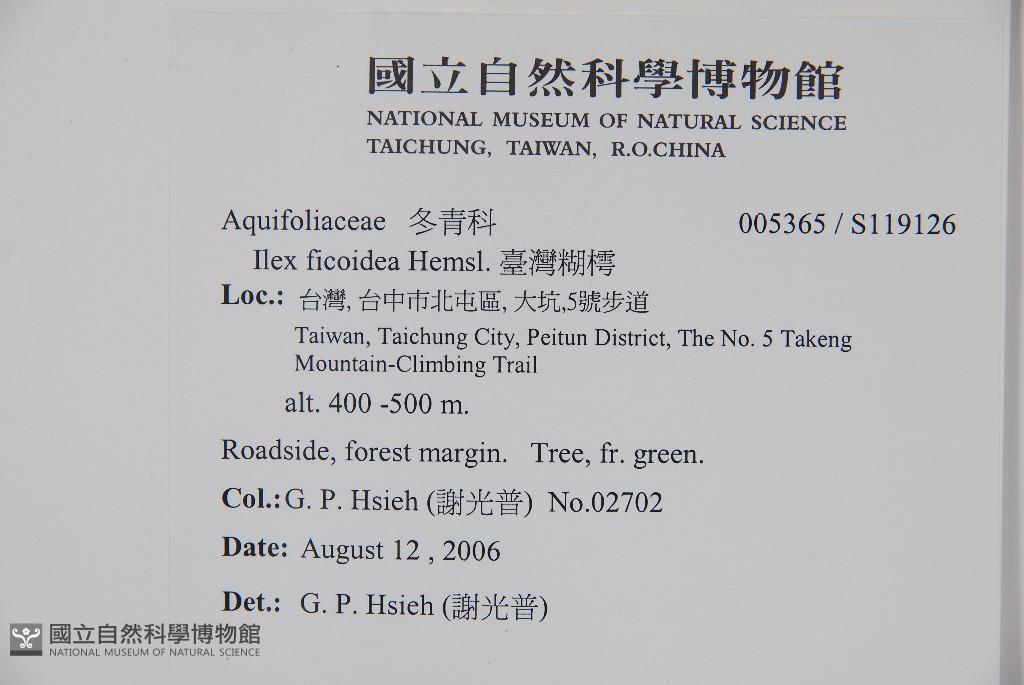 國立自然科學博物館
NATIONAL MUSEUM OF NATURAL SCIENCE
TAICHUNG, TAIWAN, R.O.CHINA
Aquifoliaceae 冬青科 005365 / S119126
Ilex ficoidea Hemsl. 臺灣糊樗
Loc.: 台灣, 台中市北屯區, 大坑,5號步道
Taiwan, Taichung City, Peitun District, The No. 5 Takeng
Mountain-Climbing Trail
alt. 400 -500 m.
Roadside, forest margin. Tree, fr. green.
Col.: G. P. Hsieh (謝光普) No.02702
Date: August 12 , 2006
Det.: G. P. Hsieh (謝光普)
國立自然科學博物館
NATIONAL MUSEUM OF NATURAL SCIENCE